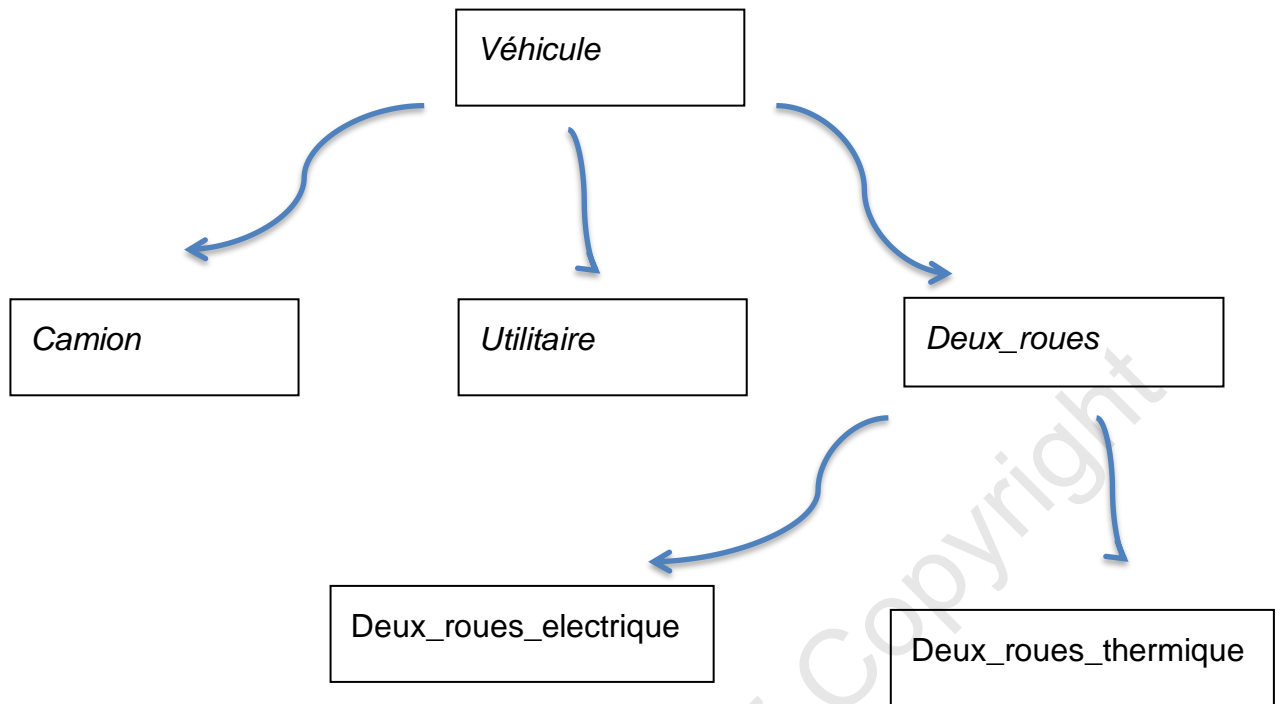 Véhicule
Camion
Utilitaire
Deux_roues
Deux_roues_electrique
Deux_roues_thermique
Copyright